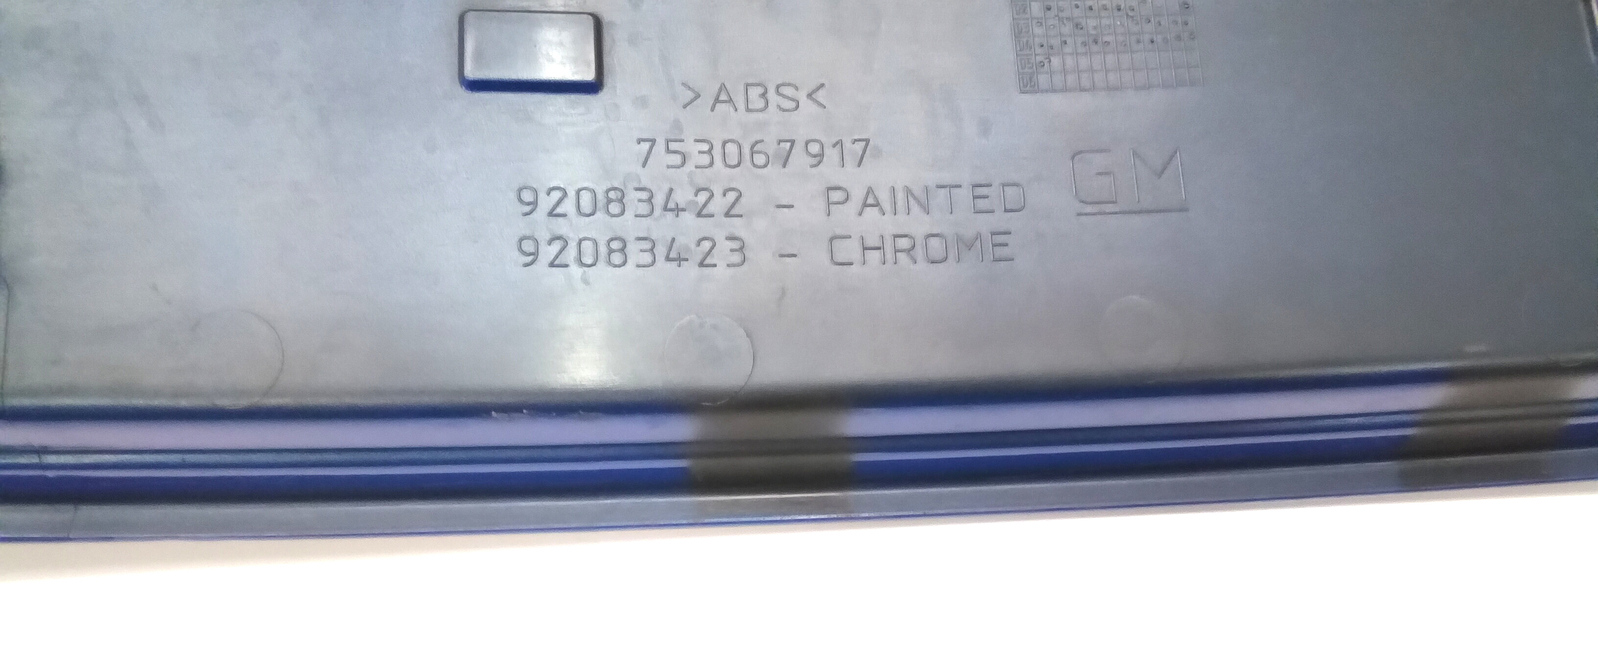 >ABS<
753067917
92083422 - PAINTED
GM
92083423 - CHROME